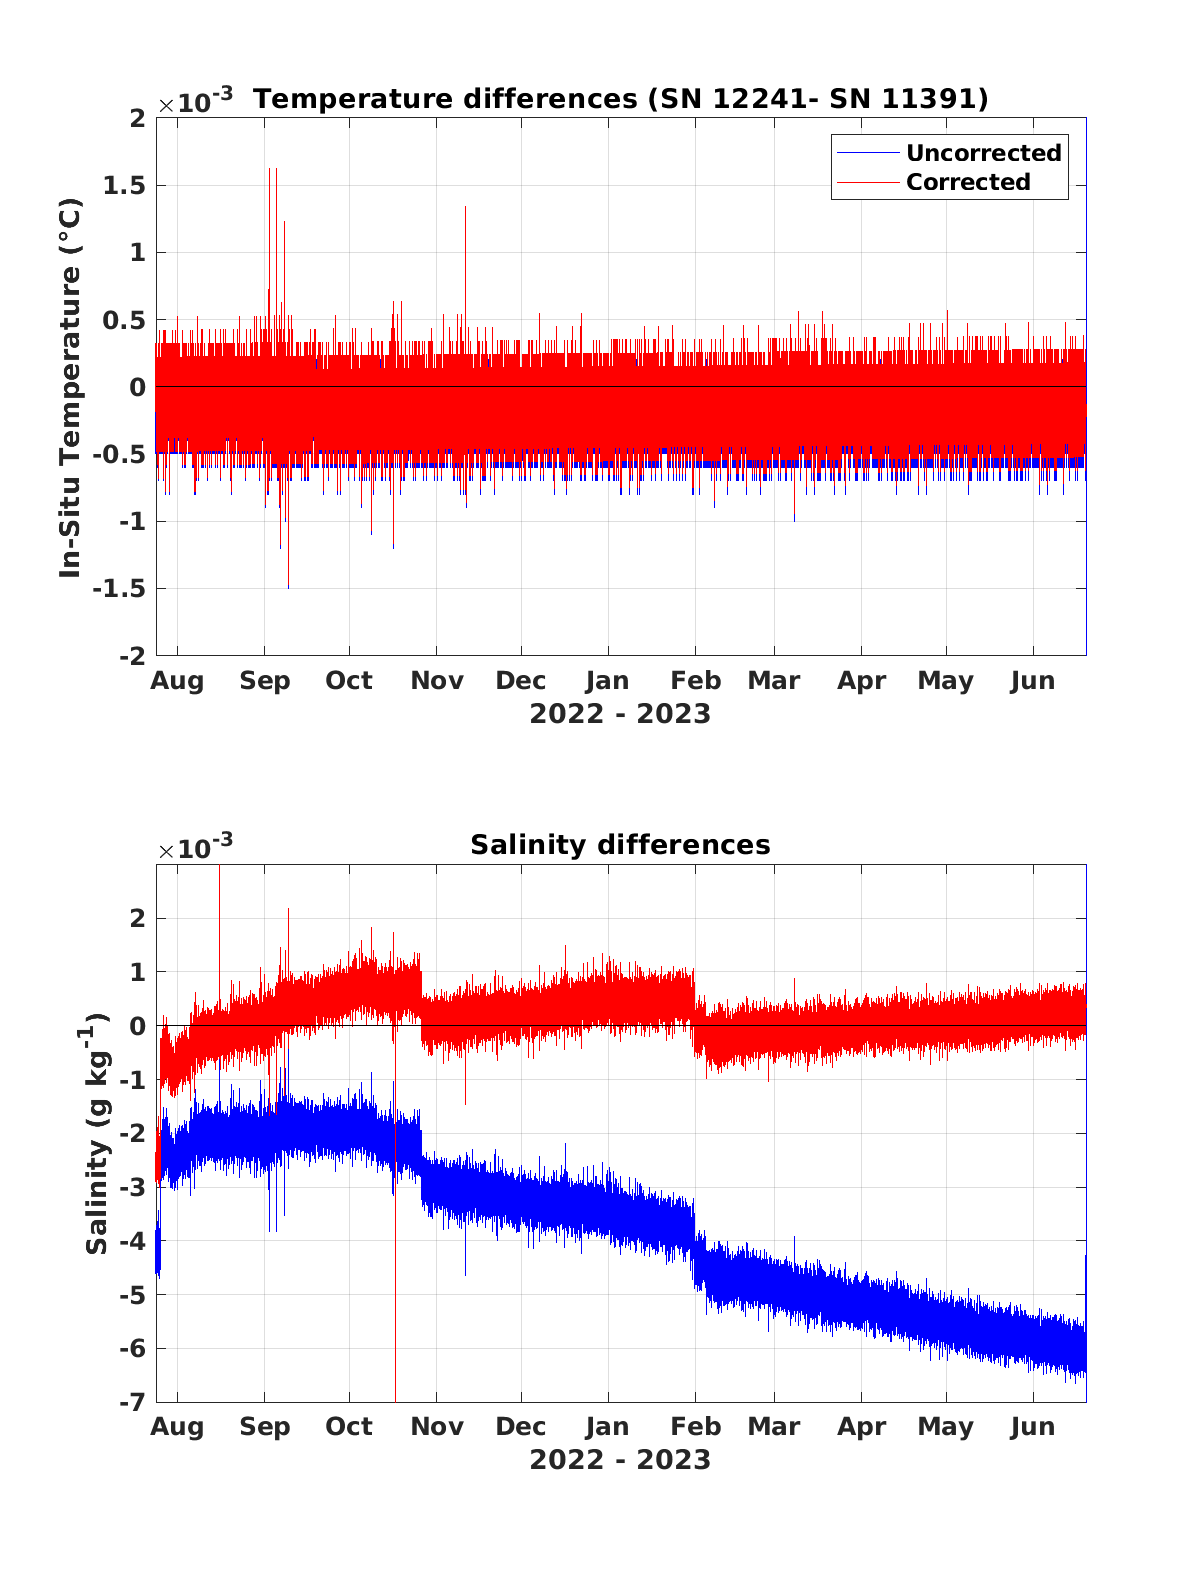 ×10-3
Temperature differences (SN 12241- SN 11391)
2
1.5
1
0.5
0
-0.5
-1
-1.5
-2
In-Situ Temperature (°C)
Uncorrected
Corrected
Aug Sep Oct Nov Dec Jan Feb Mar Apr May Jun
2022 - 2023
×10-3
Salinity differences
2
1
0
-1
-2
-3
-4
-5
-6
-7
Salinity (g kg-1)
Aug Sep Oct Nov Dec Jan Feb Mar Apr May Jun
2022 - 2023